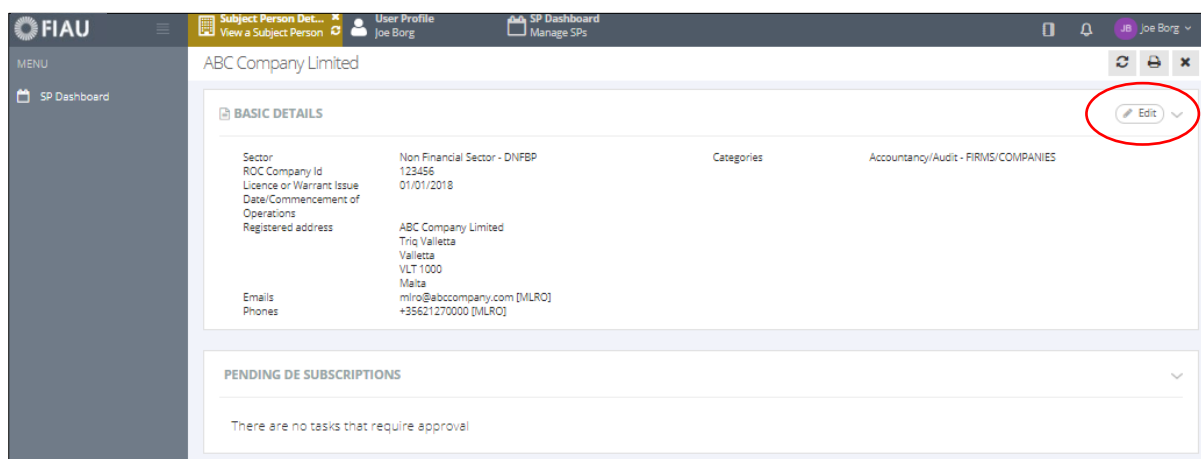 FIAU
Subject Person Det...
View a Subject Person
User Profile
Joe Borg
SP Dashboard
Manage SPs
JB Joe Borg
MENU
SP Dashboard
ABC Company Limited
BASIC DETAILS
Edit
Sector Non Financial Sector - DNFBP Categories Accountancy/Audit - FIRMS/COMPANIES
ROC Company Id 123456
Licence or Warrant Issue 01/01/2018
Date/Commencement of
Operations
Registered address ABC Company Limited
Triq Valletta
Valletta
VLT 1000
Malta
Emails mlro@abccompany.com [MLRO]
Phones +35621270000 [MLRO]
PENDING DE SUBSCRIPTIONS
There are no tasks that require approval